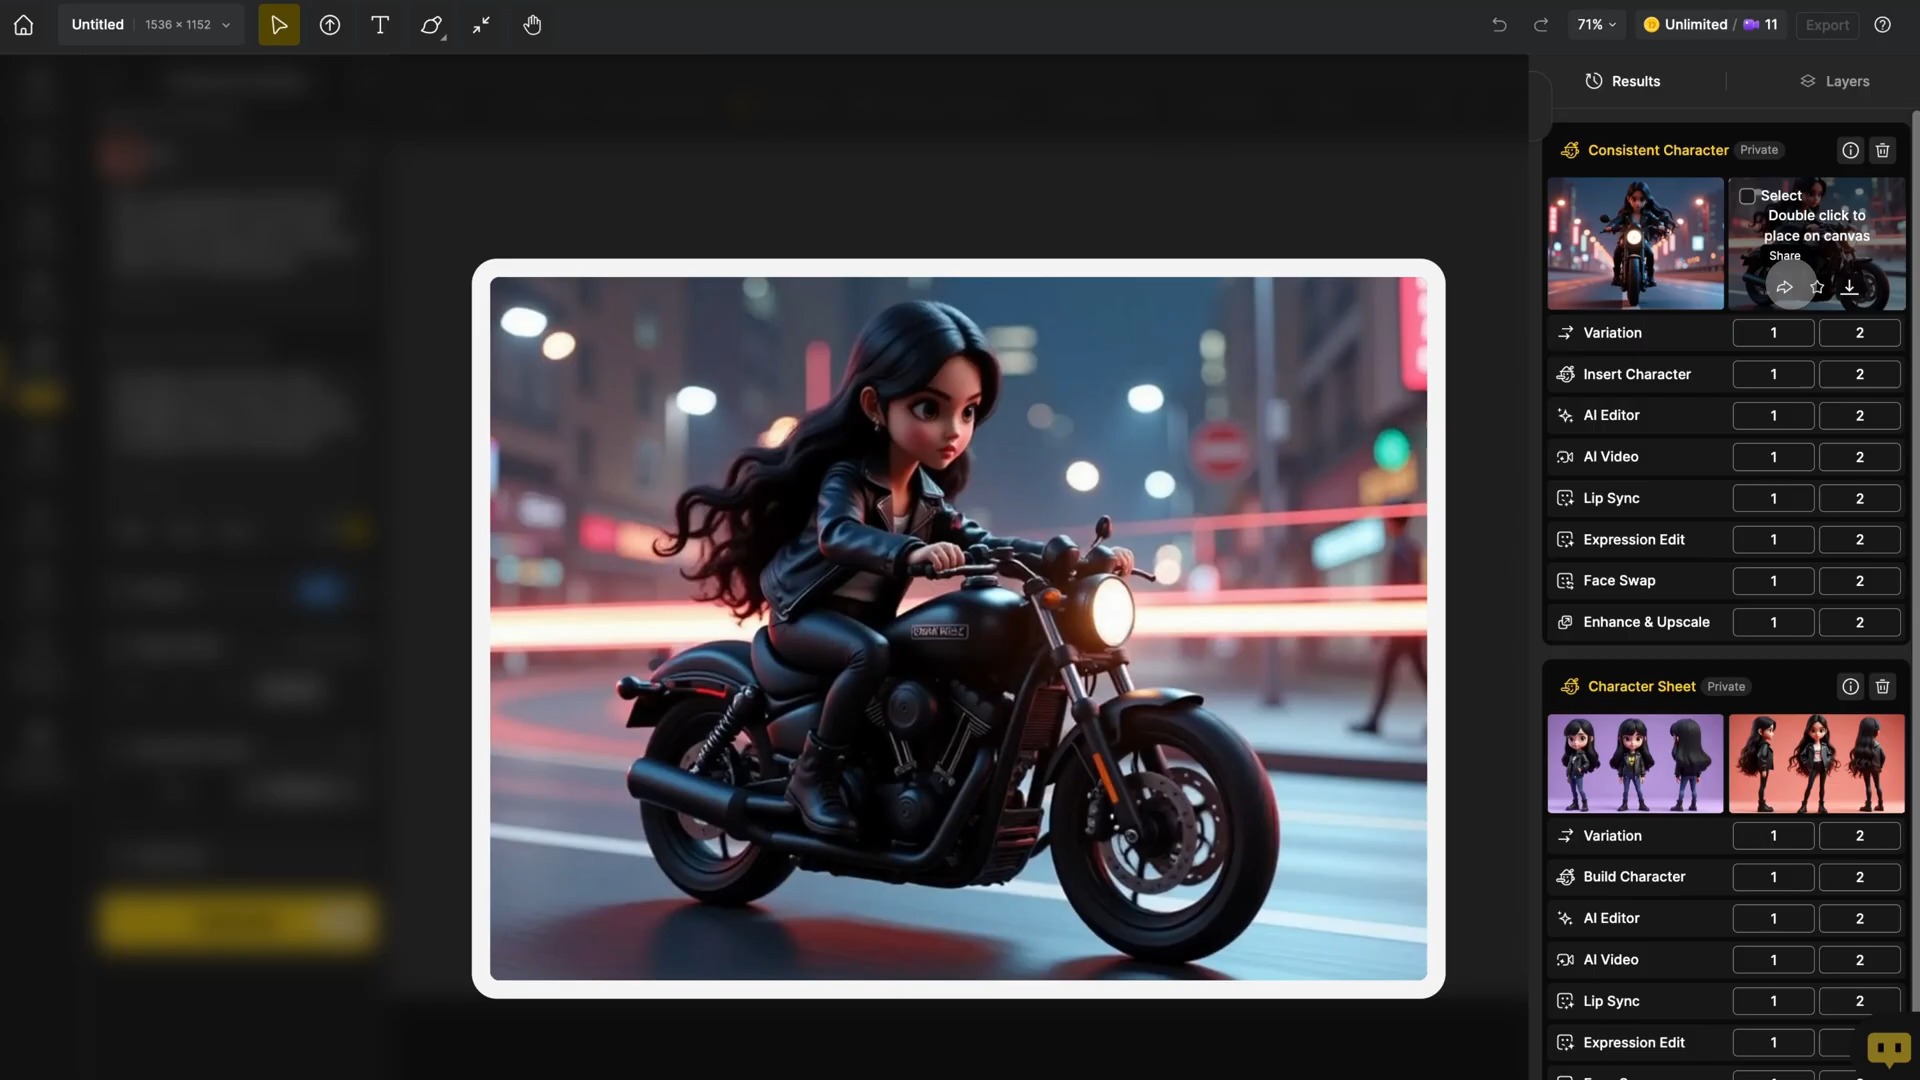 Untitled
1536 × 1152
71%
Unlimited / 11
Export
Results
Layers
Consistent Character
Private
Select
Double click to
place on canvas
Share
Variation 1 2
Insert Character 1 2
AI Editor 1 2
AI Video 1 2
Lip Sync 1 2
Expression Edit 1 2
Face Swap 1 2
Enhance & Upscale 1 2
Character Sheet
Private
Variation 1 2
Build Character 1 2
AI Editor 1 2
AI Video 1 2
Lip Sync 1 2
Expression Edit 1